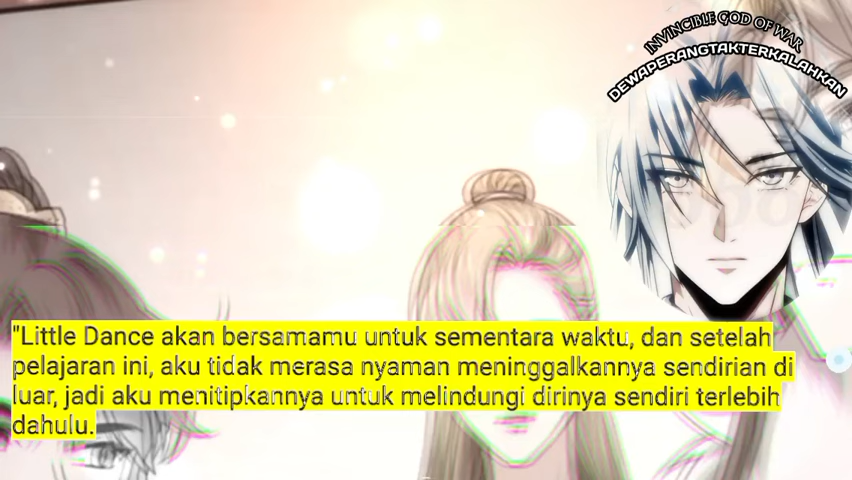 INVINCIBLE GOD OF WAR
DEWAPERANGTAKTERKALAHKAN
"Little Dance akan bersamamu untuk sementara waktu, dan setelah
pelajaran ini, aku tidak merasa nyaman meninggalkannya sendirian di
luar, jadi aku menitipkannya untuk melindungi dirinya sendiri terlebih
dahulu.